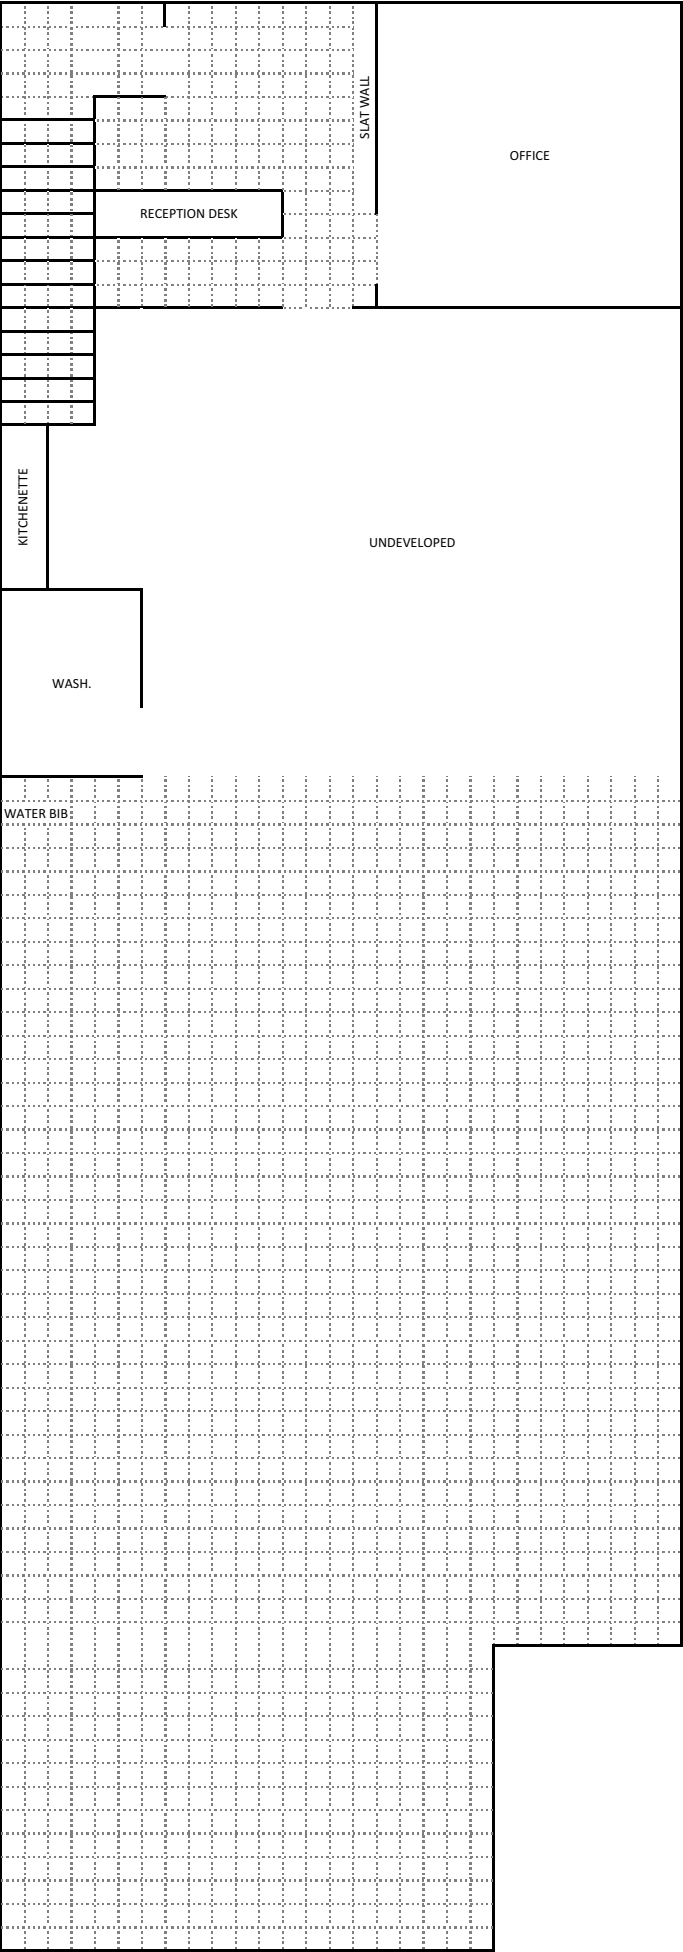 SLAT WALL
OFFICE
RECEPTION DESK
KITCHENETTE
UNDEVELOPED
WASH.
WATER BIB